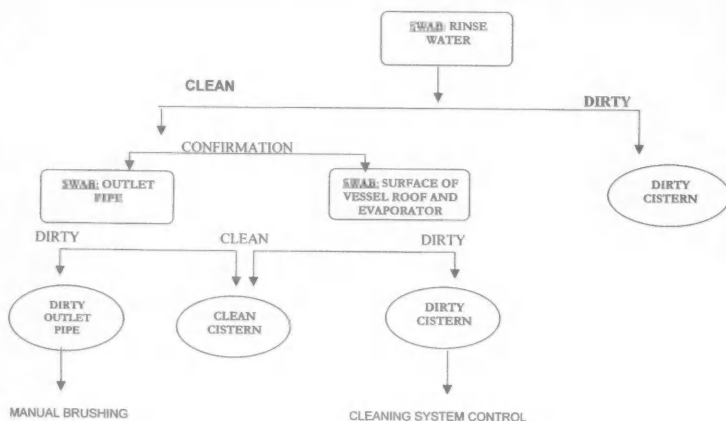 SWAB: RINSE
WATER
CLEAN
DIRTY
CONFIRMATION
SWAB: OUTLET
PIPE
SWAB: SURFACE OF
VESSEL ROOF AND
EVAPORATOR
DIRTY
CISTERN
DIRTY
CLEAN
DIRTY
DIRTY
OUTLET
PIPE
CLEAN
CISTERN
DIRTY
CISTERN
MANUAL BRUSHING
CLEANING SYSTEM CONTROL